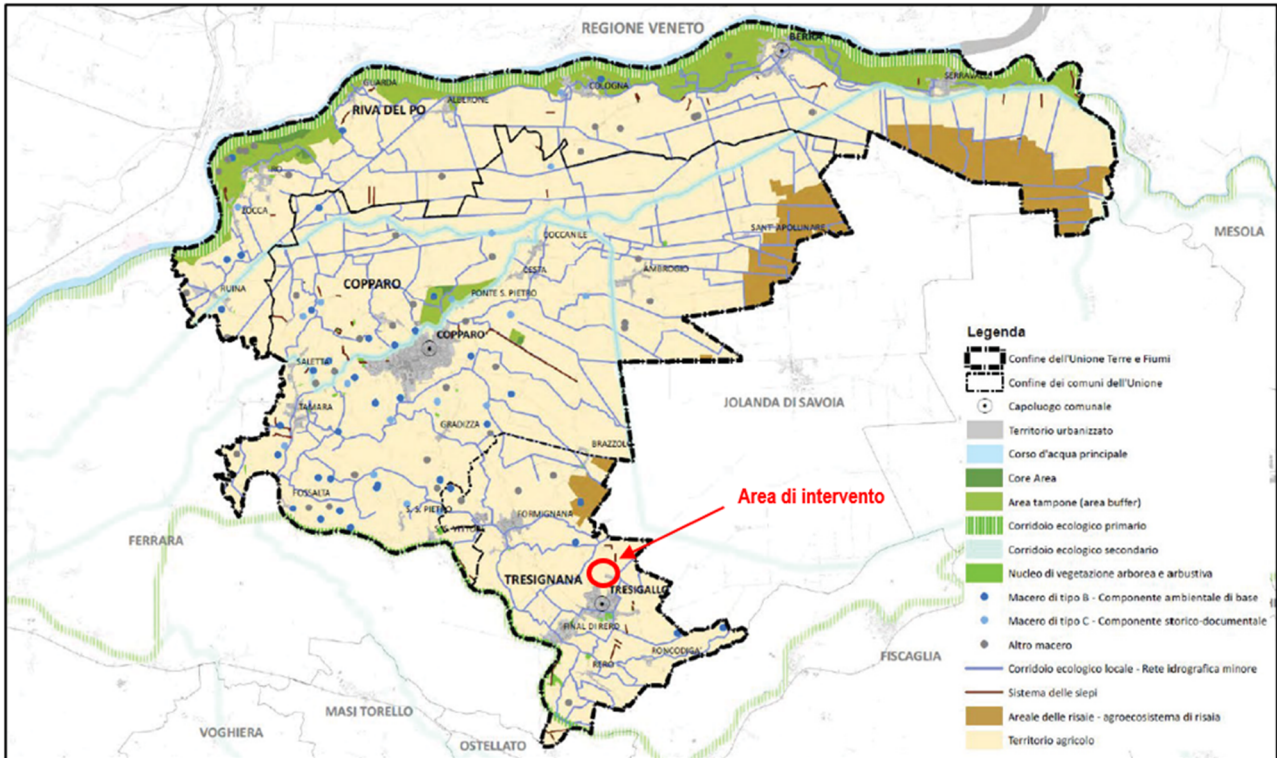 REGIONE VENETO
BERRA
GUARDA
COLOGNA
SERRAVALLE
ALBERONE
RIVA DEL PO
RO
ZOCCA
SANT'APOLLINARE
MESOLA
COCCANILE
CESTA
AMBROGIO
RUINA
COPPARO
PONTE S. PIETRO
COPPARO
SALETTA
TAMARA
JOLANDA DI SAVOIA
GRADIZZA
BRAZZOLO
FOSSALTA
FORMIGNANA
Area di intervento
FERRARA
TRESIGNANA
TRESIGALLO
FINAL DI RERO
RONCODIGA'
RERO
FISCAGLIA
MASI TORELLO
VOGHIERA
OSTELLATO
Legenda
Confine dell'Unione Terre e Fiumi
Confine dei comuni dell'Unione
Capoluogo comunale
Territorio urbanizzato
Corso d'acqua principale
Core Area
Area tampone (area buffer)
Corridoio ecologico primario
Corridoio ecologico secondario
Nucleo di vegetazione arborea e arbustiva
Macero di tipo B - Componente ambientale di base
Macero di tipo C - Componente storico-documentale
Altro macero
Corridoio ecologico locale - Rete idrografica minore
Sistema delle siepi
Areale delle risaie - agroecosistema di risaia
Territorio agricolo